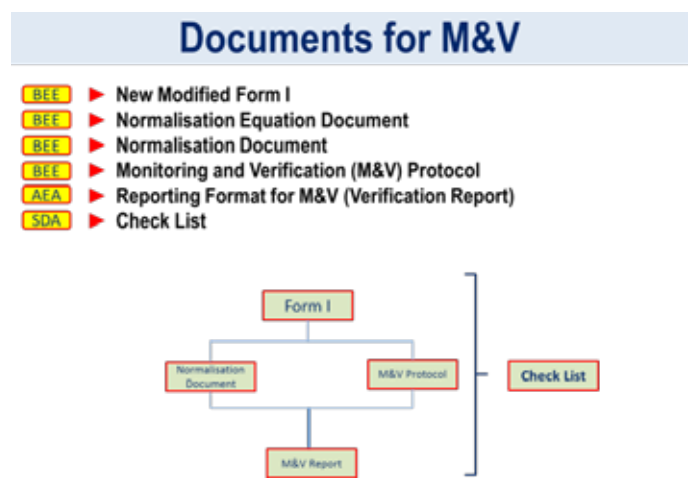 Documents for M&V
BEE New Modified Form I
BEE Normalisation Equation Document
BEE Normalisation Document
BEE Monitoring and Verification (M&V) Protocol
AEA Reporting Format for M&V (Verification Report)
SDA Check List
Form I
Normalisation
Document
M&V Protocol
Check List
M&V Report